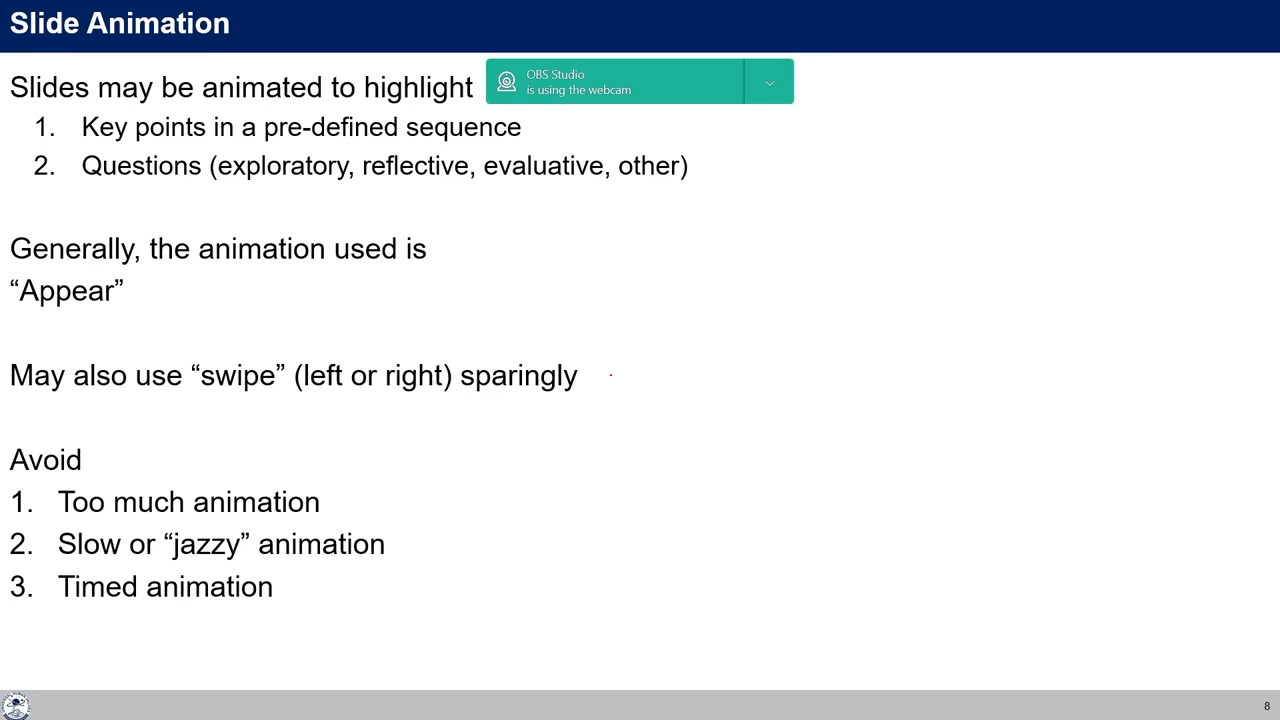 Slide Animation
Slides may be animated to highlight
OBS Studio
is using the webcam
1. Key points in a pre-defined sequence
2. Questions (exploratory, reflective, evaluative, other)
Generally, the animation used is
“Appear”
May also use “swipe” (left or right) sparingly
Avoid
1. Too much animation
2. Slow or “jazzy” animation
3. Timed animation
8